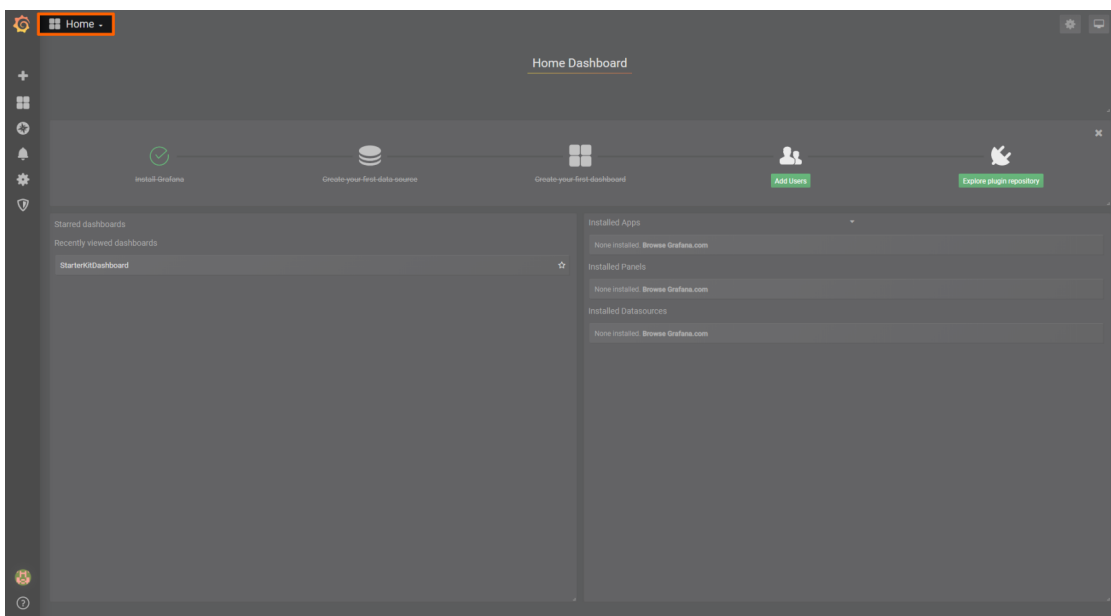 Home
Home Dashboard
Install Grafana
Create your first data source
Create your first dashboard
Add Users
Explore plugin repository
Starred dashboards
Recently viewed dashboards
StarterKitDashboard
Installed Apps
None installed. Browse Grafana.com
Installed Panels
None installed. Browse Grafana.com
Installed Datasources
None installed. Browse Grafana.com